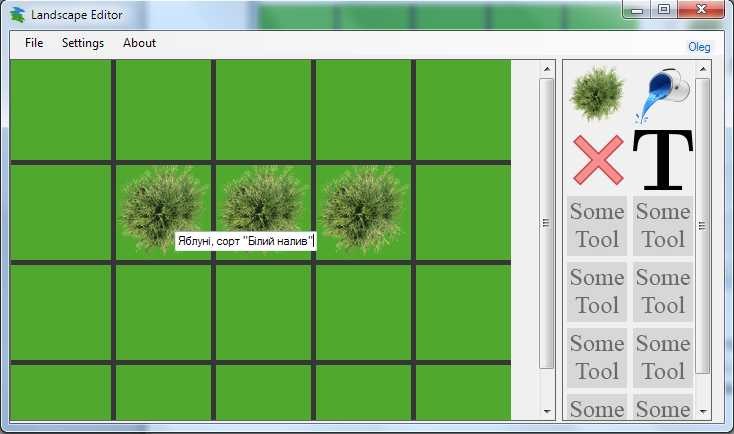 Landscape Editor
File Settings About
Oleg
T
Some Tool
Some Tool
Some Tool
Some Tool
Some Tool
Some Tool
Some
Some
Яблуні, сорт "Білий налив"